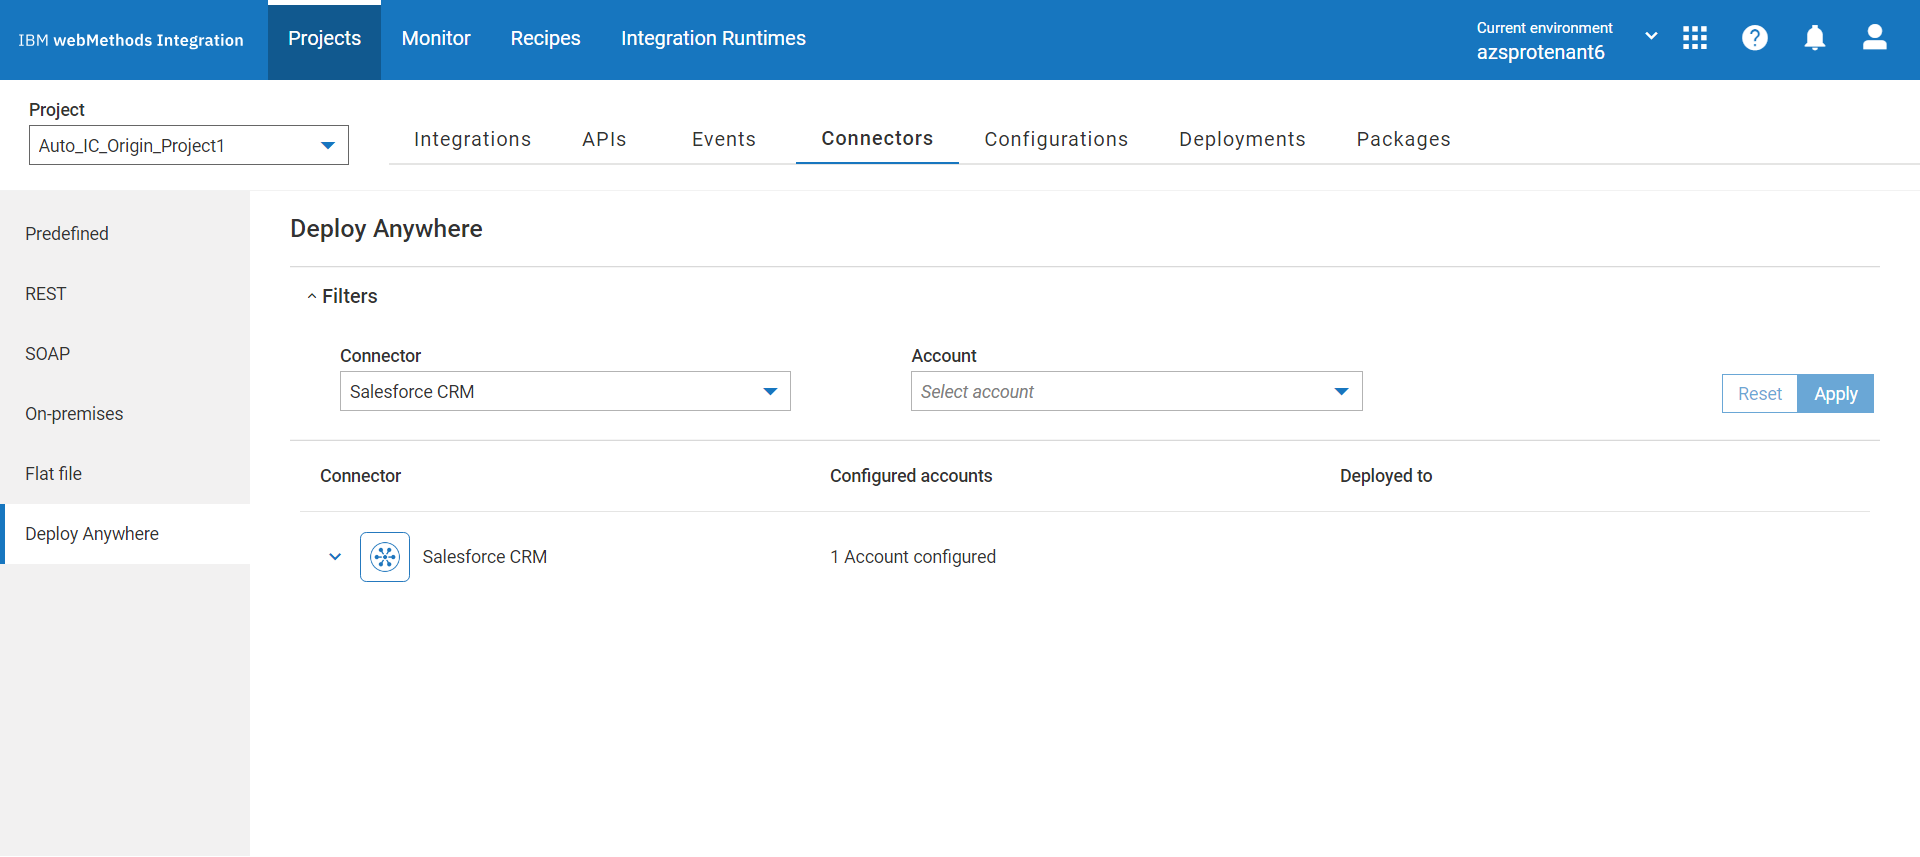 IBM webMethods Integration
Projects
Monitor
Recipes
Integration Runtimes
Current environment
azsprotenant6
Project
Auto_IC_Origin_Project1
Integrations
APIs
Events
Connectors
Configurations
Deployments
Packages
Predefined
REST
SOAP
On-premises
Flat file
Deploy Anywhere
Deploy Anywhere
Filters
Connector
Account
Salesforce CRM
Select account
Reset
Apply
Connector
Configured accounts
Deployed to
Salesforce CRM
1 Account configured